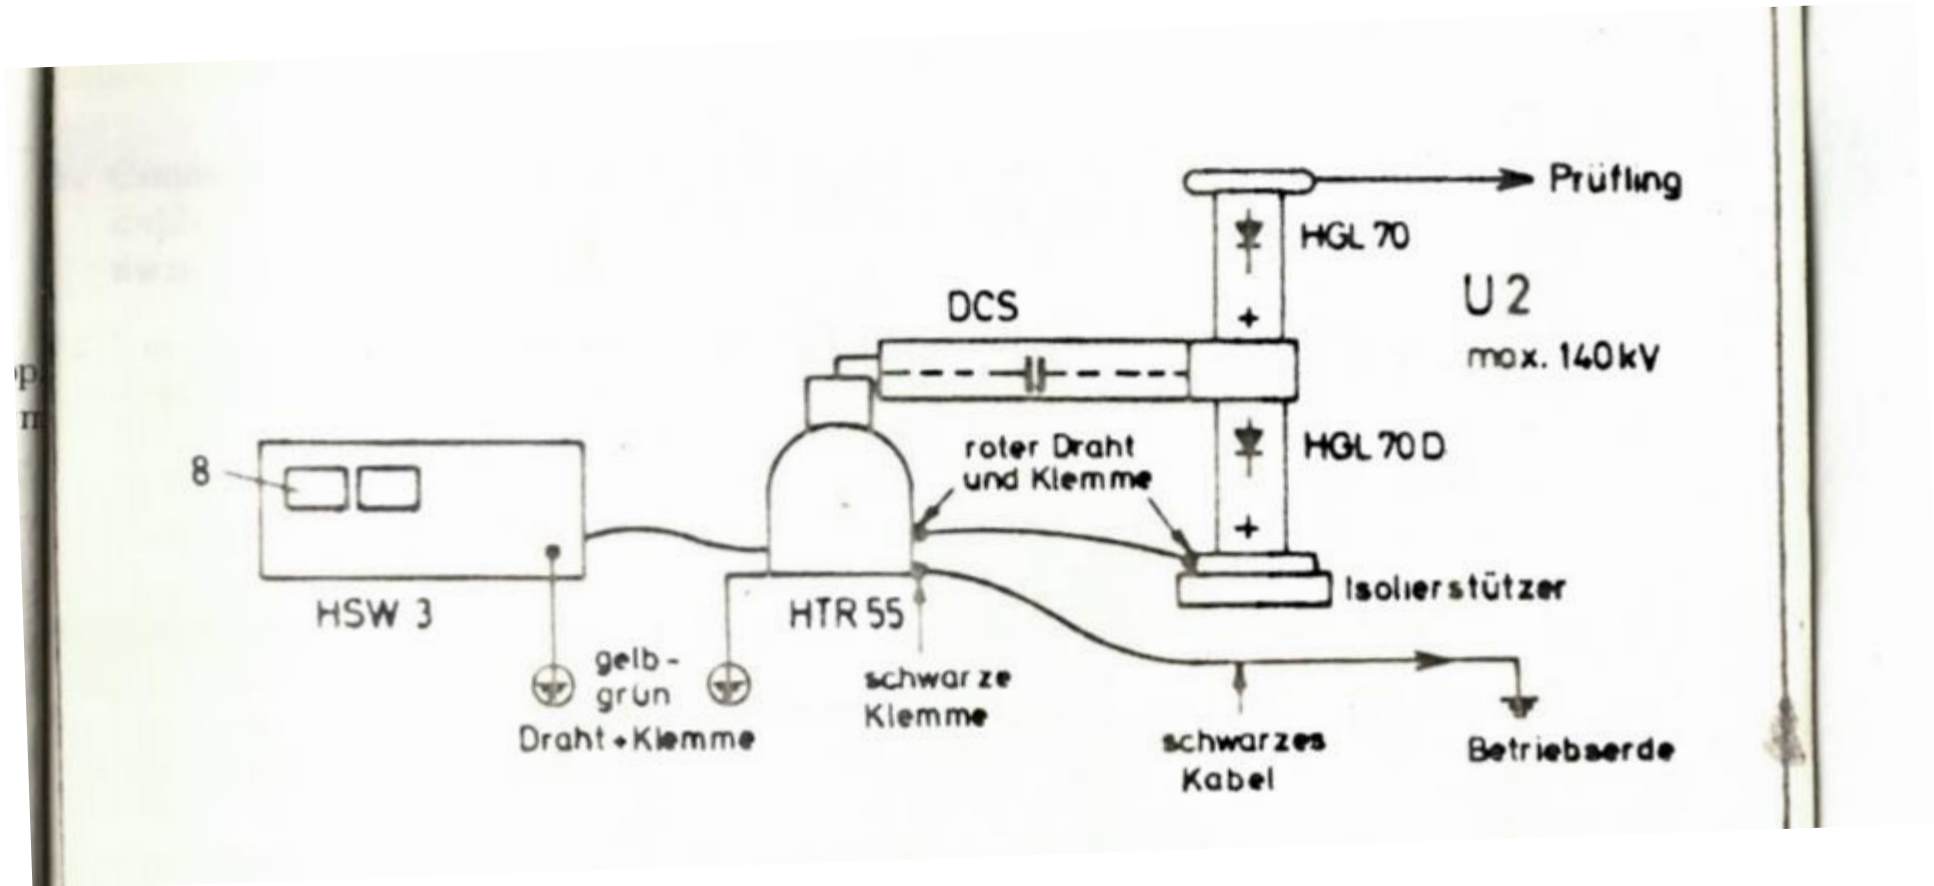 Prüfling
HGL 70
U 2
DCS
max. 140 kV
roter Draht
und Klemme
HGL 70 D
8
Isolierstützer
HSW 3
HTR 55
gelb-
grün
Draht + Klemme
schwarze
Klemme
schwarzes
Kabel
Betriebserde
+
+